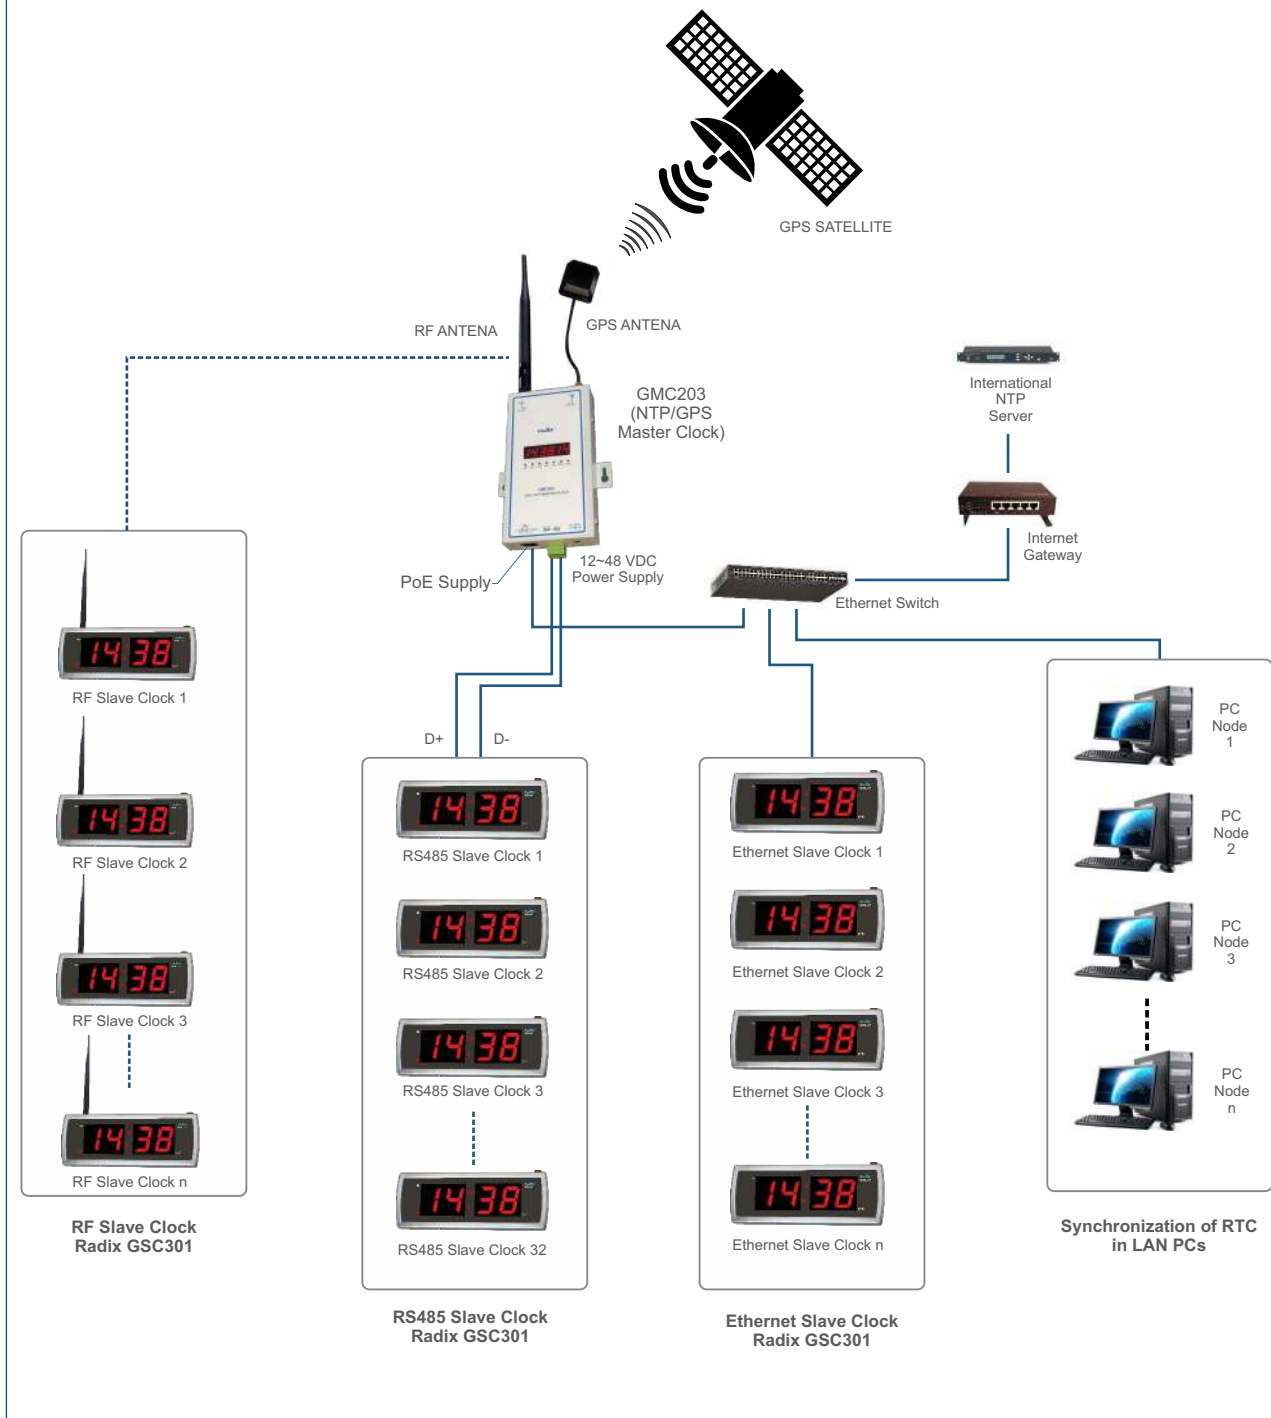 GPS SATELLITE
RF ANTENA
GPS ANTENA
GMC203
(NTP/GPS
Master Clock)
International
NTP
Server
Internet
Gateway
12~48 VDC
Power Supply
PoE Supply
Ethernet Switch
14 38
RF Slave Clock 1
14 38
RF Slave Clock 2
14 38
RF Slave Clock 3
14 38
RF Slave Clock n
RF Slave Clock
Radix GSC301
D+ D-
14 38
RS485 Slave Clock 1
14 38
RS485 Slave Clock 2
14 38
RS485 Slave Clock 3
14 38
RS485 Slave Clock 32
RS485 Slave Clock
Radix GSC301
14 38
Ethernet Slave Clock 1
14 38
Ethernet Slave Clock 2
14 38
Ethernet Slave Clock 3
14 38
Ethernet Slave Clock n
Ethernet Slave Clock
Radix GSC301
PC
Node
1
PC
Node
2
PC
Node
3
PC
Node
n
Synchronization of RTC
in LAN PCs